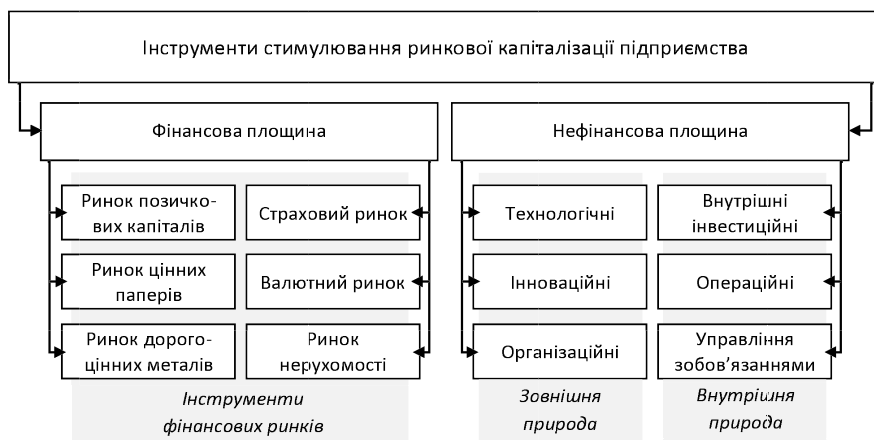 Інструменти стимулювання ринкової капіталізації підприємства
Фінансова площина
Нефінансова площина
Ринок позичко-
вих капіталів
Страховий ринок
Технологічні
Внутрішні
інвестиційні
Ринок цінних
паперів
Валютний ринок
Інноваційні
Операційні
Ринок дорого-
цінних металів
Ринок
нерухомості
Організаційні
Управління
зобов’язаннями
Інструменти
фінансових ринків
Зовнішня
природа
Внутрішня
природа